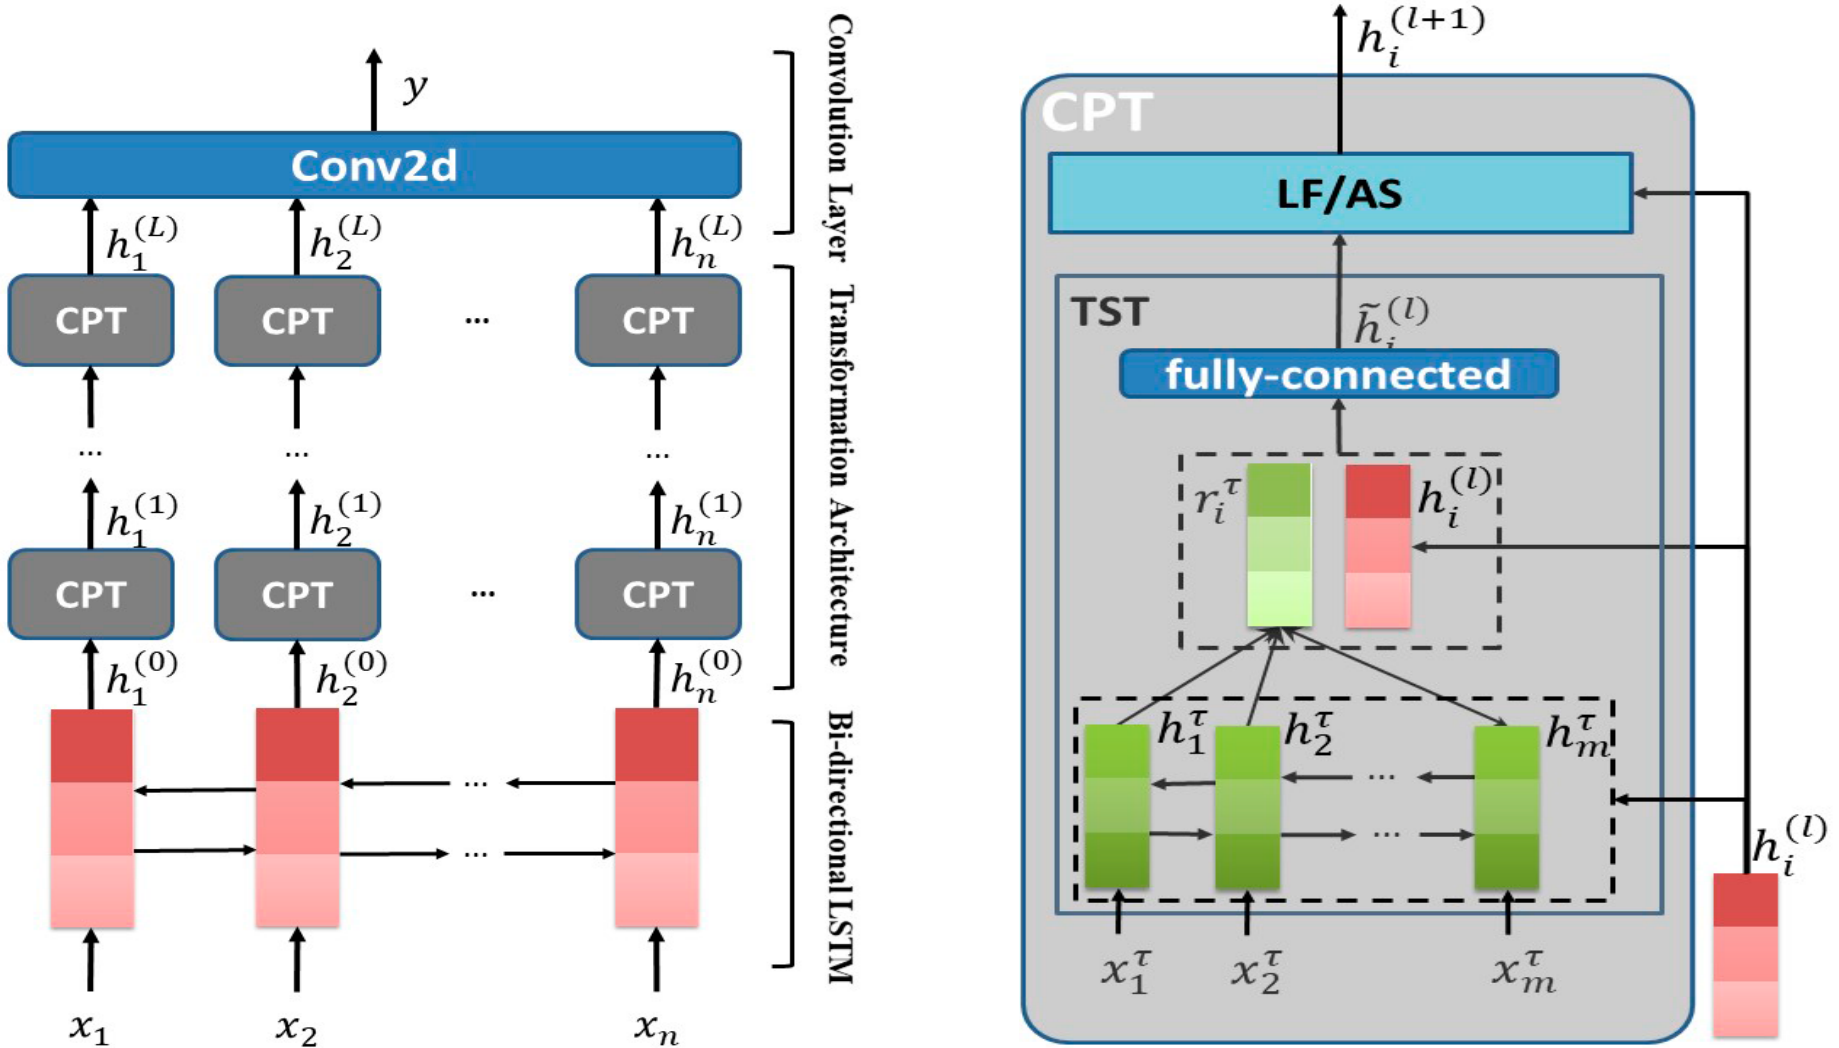 y
Conv2d
h_1^{(L)} h_2^{(L)} h_n^{(L)}
CPT CPT ... CPT
... ... ...
h_1^{(1)} h_2^{(1)} h_n^{(1)}
CPT CPT ... CPT
h_1^{(0)} h_2^{(0)} h_n^{(0)}
...
...
x_1 x_2 x_n
Convolution Layer
Transformation Architecture
Bi-directional LSTM
h_i^{(l+1)}
CPT
LF/AS
TST
\tilde{h}_i^{(l)}
fully-connected
r_i^τ h_i^{(l)}
h_1^τ h_2^τ h_m^τ
...
...
h_i^{(l)}
x_1^τ x_2^τ x_m^τ